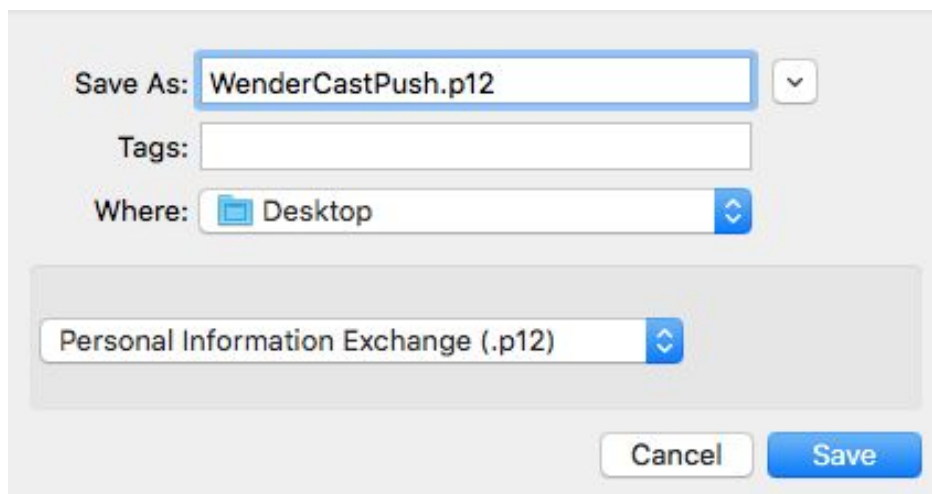 Save As: WenderCastPush.p12
Tags:
Where: Desktop
Personal Information Exchange (.p12)
Cancel Save